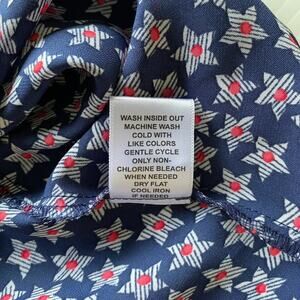 WASH INSIDE OUT
MACHINE WASH
COLD WITH
LIKE COLORS
GENTLE CYCLE
ONLY NON-
CHLORINE BLEACH
WHEN NEEDED
DRY FLAT
COOL IRON
IF NEEDED